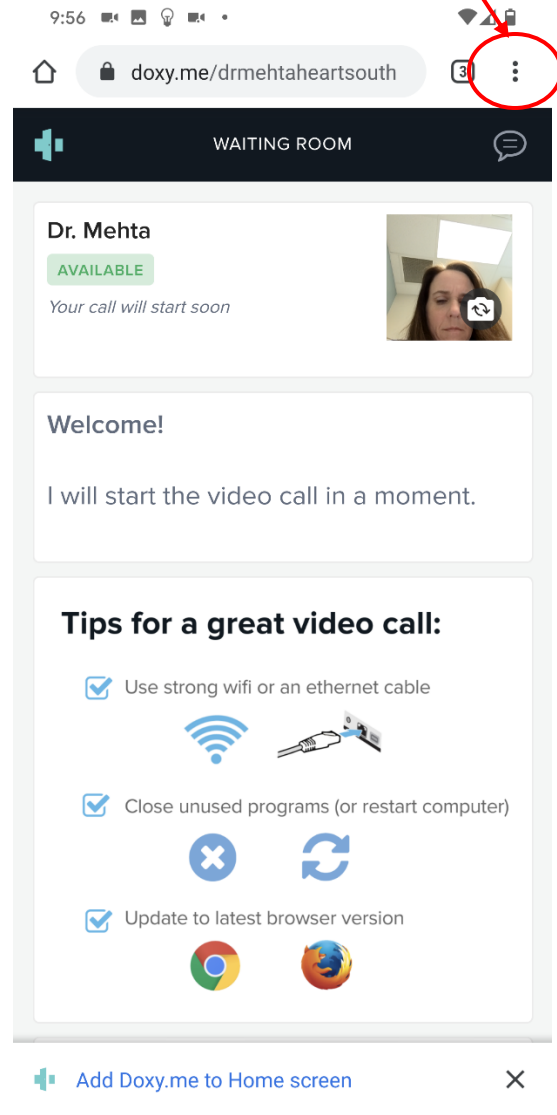 9:56
doxy.me/drmehtaheartsouth
3
WAITING ROOM
Dr. Mehta
AVAILABLE
Your call will start soon
Welcome!
I will start the video call in a moment.
Tips for a great video call:
Use strong wifi or an ethernet cable
Close unused programs (or restart computer)
Update to latest browser version
Add Doxy.me to Home screen